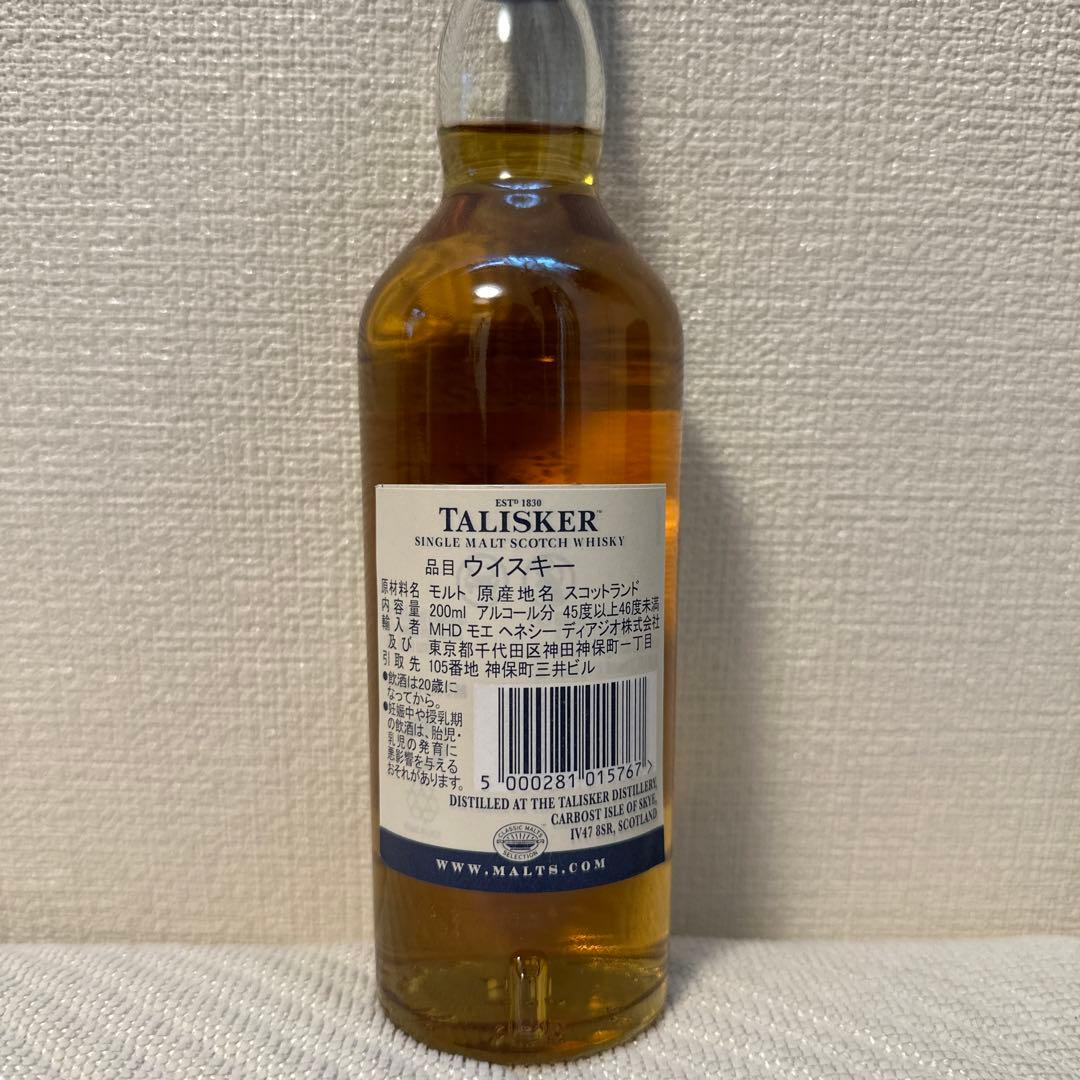 ESTD 1830
TALISKER™
SINGLE MALT SCOTCH WHISKY
品目 ウイスキー
原材料名 モルト 原産地名 スコットランド
内容量 200ml アルコール分 45度以上46度未満
輸入者 MHD モエ ヘネシー ディアジオ株式会社
及び 東京都千代田区神田神保町一丁目
引取先 105番地 神保町三井ビル
●飲酒は20歳に
なってから。
●妊娠中や授乳期
の飲酒は、胎児・
乳児の発育に
悪影響を与える
おそれがあります。
5 000281 015767 >
DISTILLED AT THE TALISKER DISTILLERY,
CARBOST ISLE OF SKYE,
IV47 8SR, SCOTLAND
CLASSIC MALTS
SELECTION
WWW.MALTS.COM